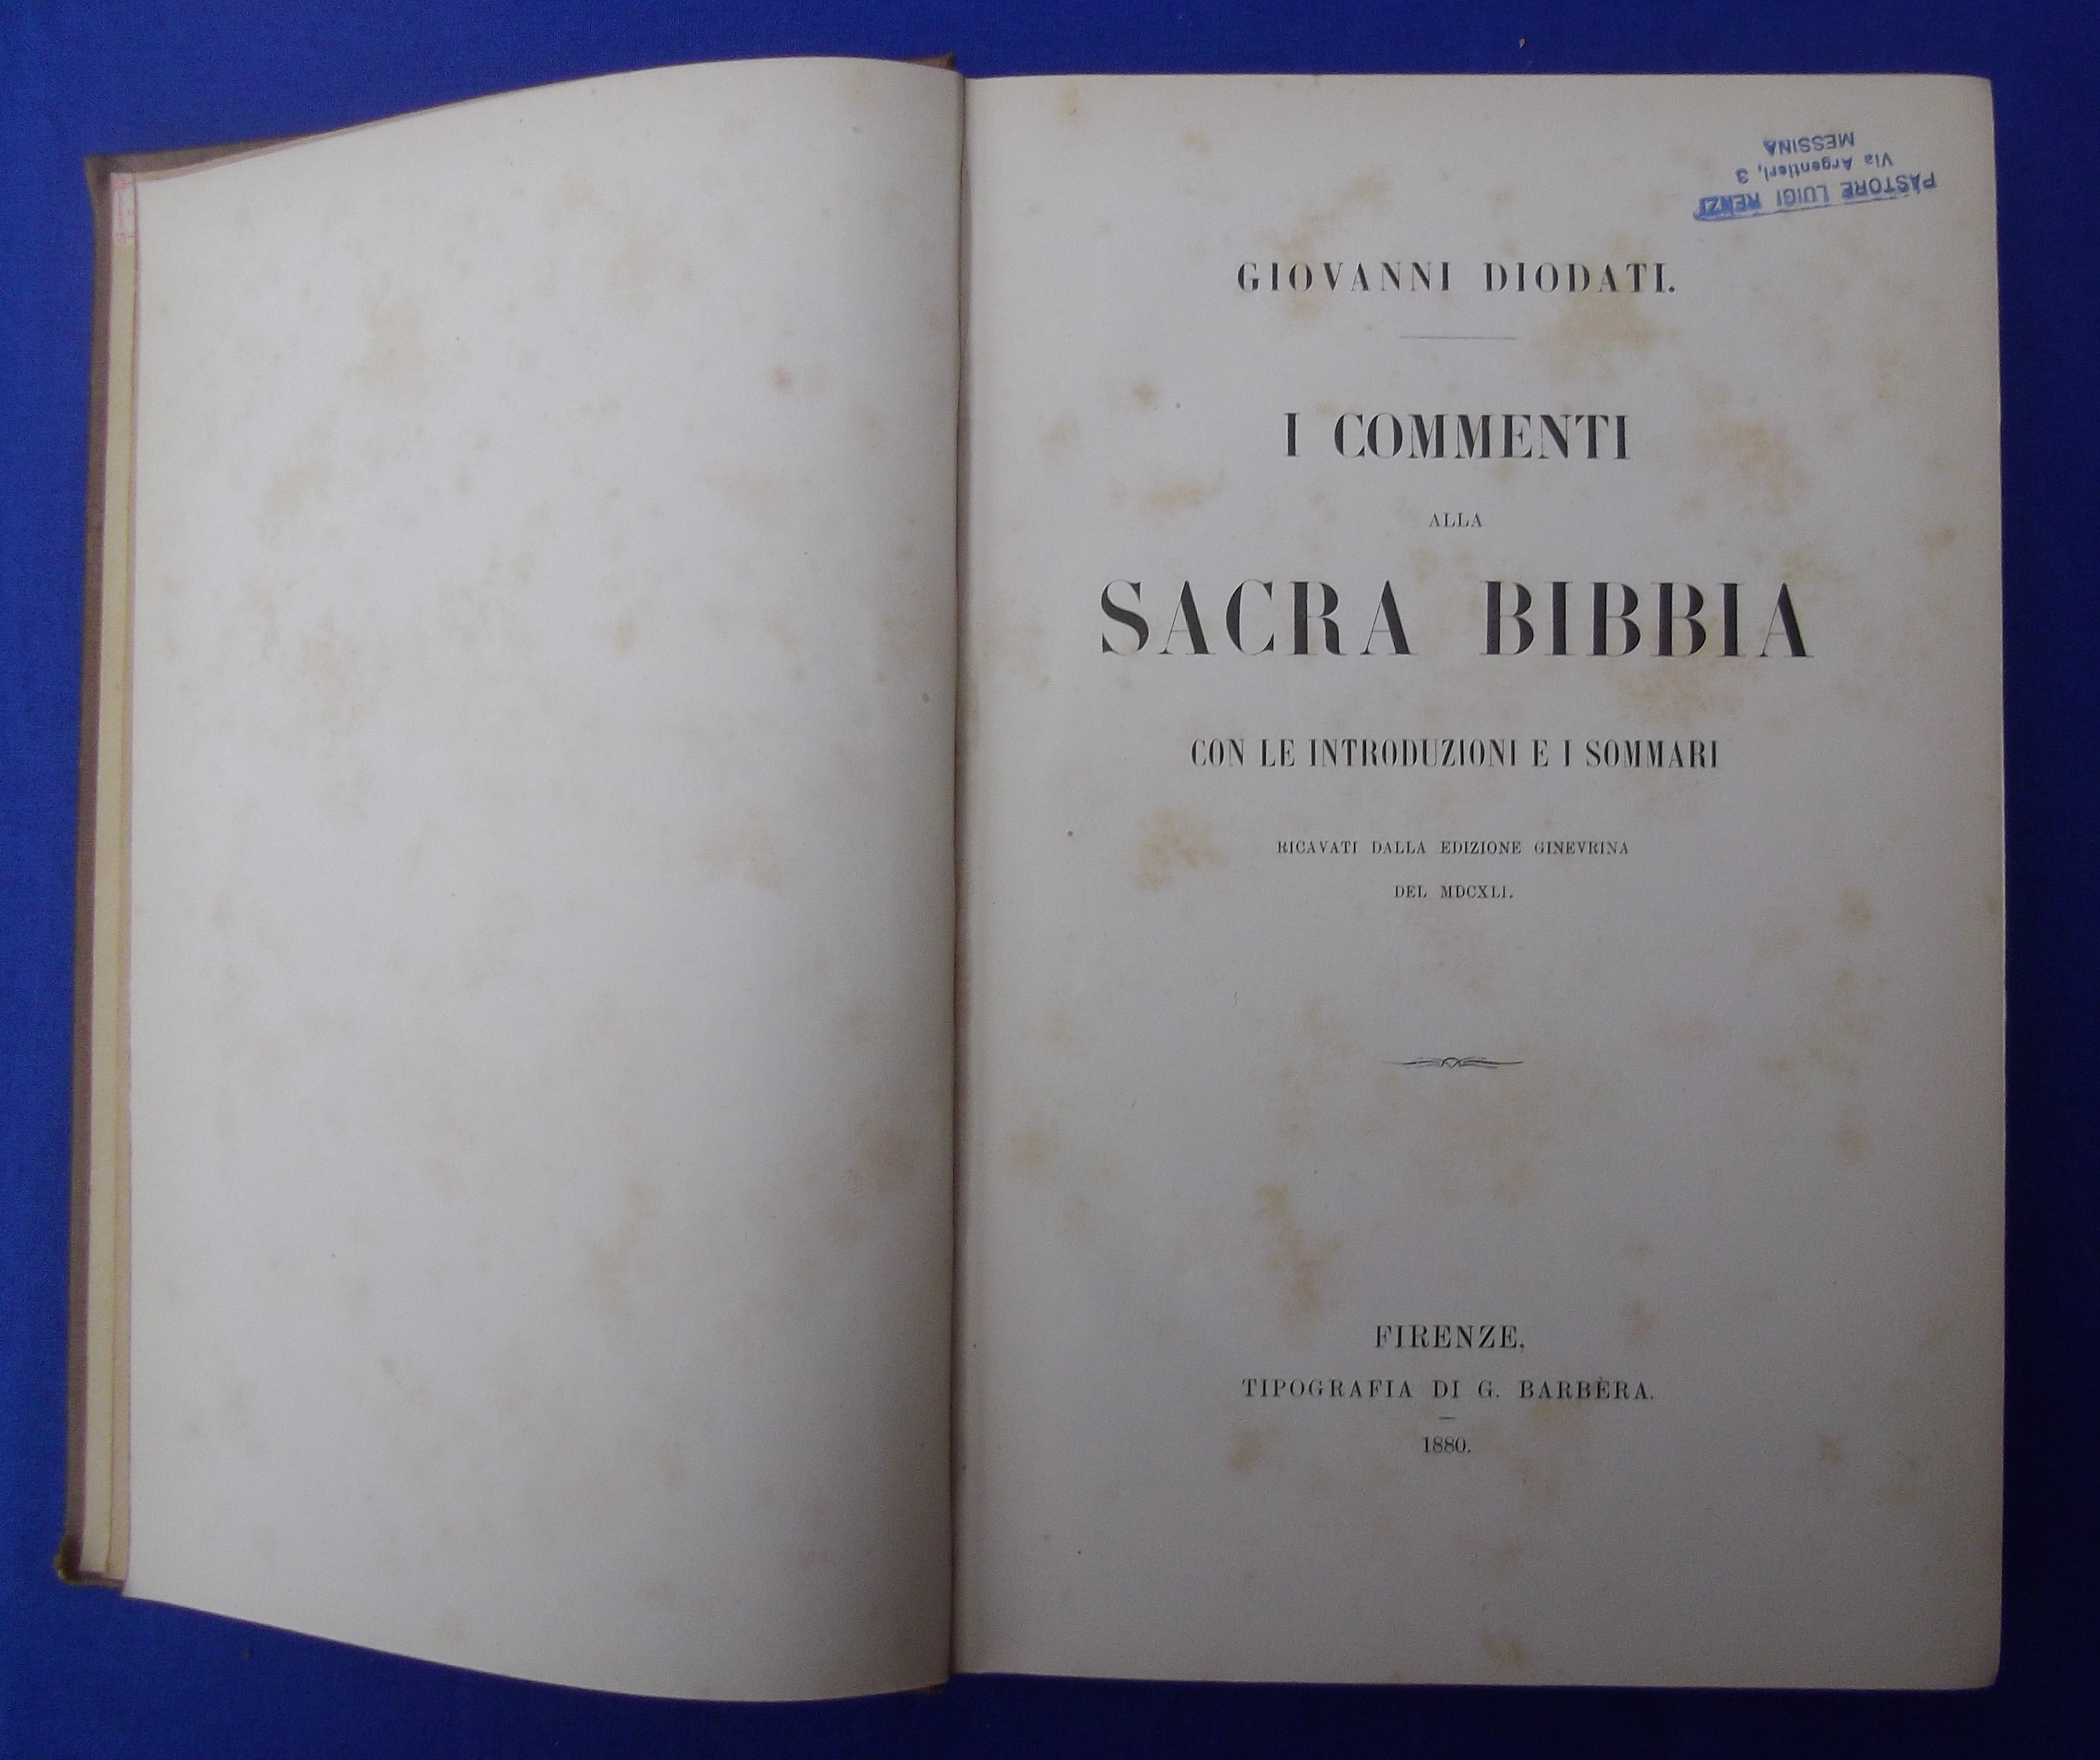 PASTORE LUIGI RENZI
Via Argentieri, 3
MESSINA
GIOVANNI DIODATI.
I COMMENTI
ALLA
SACRA BIBBIA
CON LE INTRODUZIONI E I SOMMARI
RICAVATI DALLA EDIZIONE GINEVRINA
DEL MDCXLI.
FIRENZE,
TIPOGRAFIA DI G. BARBÈRA.
1880.